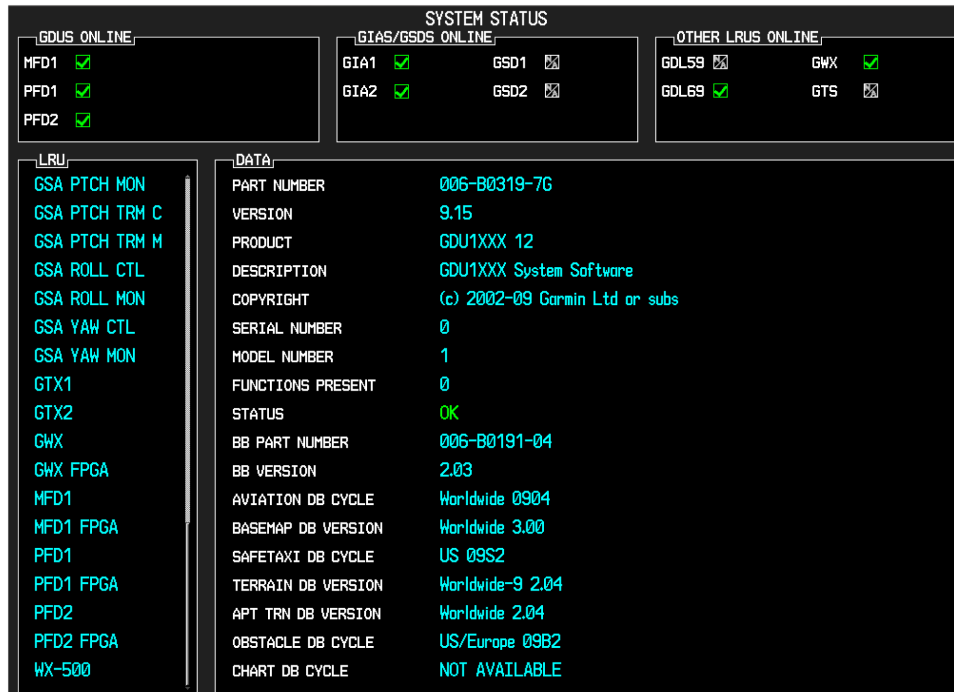 SYSTEM STATUS
GDUS ONLINE
MFD1
PFD1
PFD2
GIAS/GSDS ONLINE
GIA1 GSD1 N/A
GIA2 GSD2 N/A
OTHER LRUS ONLINE
GDL59 N/A GWX
GDL69 GTS N/A
LRU
GSA PTCH MON
GSA PTCH TRM C
GSA PTCH TRM M
GSA ROLL CTL
GSA ROLL MON
GSA YAW CTL
GSA YAW MON
GTX1
GTX2
GWX
GWX FPGA
MFD1
MFD1 FPGA
PFD1
PFD1 FPGA
PFD2
PFD2 FPGA
WX-500
DATA
PART NUMBER 006-B0319-7G
VERSION 9.15
PRODUCT GDU1XXX 12
DESCRIPTION GDU1XXX System Software
COPYRIGHT (c) 2002-09 Garmin Ltd or subs
SERIAL NUMBER 0
MODEL NUMBER 1
FUNCTIONS PRESENT 0
STATUS OK
BB PART NUMBER 006-B0191-04
BB VERSION 2.03
AVIATION DB CYCLE Worldwide 0904
BASEMAP DB VERSION Worldwide 3.00
SAFETAXI DB CYCLE US 09S2
TERRAIN DB VERSION Worldwide-9 2.04
APT TRN DB VERSION Worldwide 2.04
OBSTACLE DB CYCLE US/Europe 09B2
CHART DB CYCLE NOT AVAILABLE